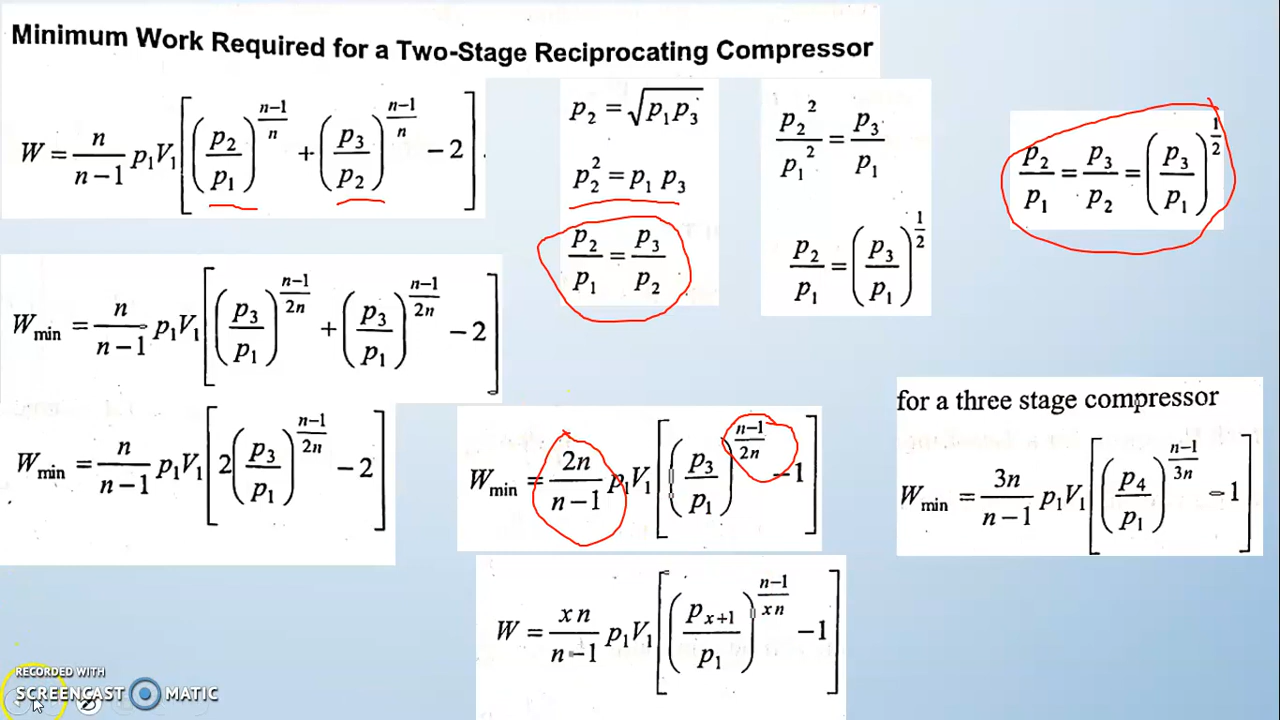 Minimum Work Required for a Two-Stage Reciprocating Compressor
W = n/(n−1) p₁V₁[(p₂/p₁)^((n−1)/n) + (p₃/p₂)^((n−1)/n) − 2].
p₂ = √(p₁p₃)
p₂² = p₁ p₃
p₂/p₁ = p₃/p₂
p₂²/p₁² = p₃/p₁
p₂/p₁ = (p₃/p₁)^(1/2)
p₂/p₁ = p₃/p₂ = (p₃/p₁)^(1/2)
W_min = n/(n−1) p₁V₁[(p₃/p₁)^((n−1)/2n) + (p₃/p₁)^((n−1)/2n) − 2]
W_min = n/(n−1) p₁V₁[2(p₃/p₁)^((n−1)/2n) − 2]
W_min = 2n/(n−1) p₁V₁[(p₃/p₁)^((n−1)/2n) − 1]
for a three stage compressor
W_min = 3n/(n−1) p₁V₁[(p₄/p₁)^((n−1)/3n) − 1]
W = xn/(n−1) p₁V₁[(p_(x+1)/p₁)^((n−1)/xn) − 1]
RECORDED WITH
SCREENCAST MATIC